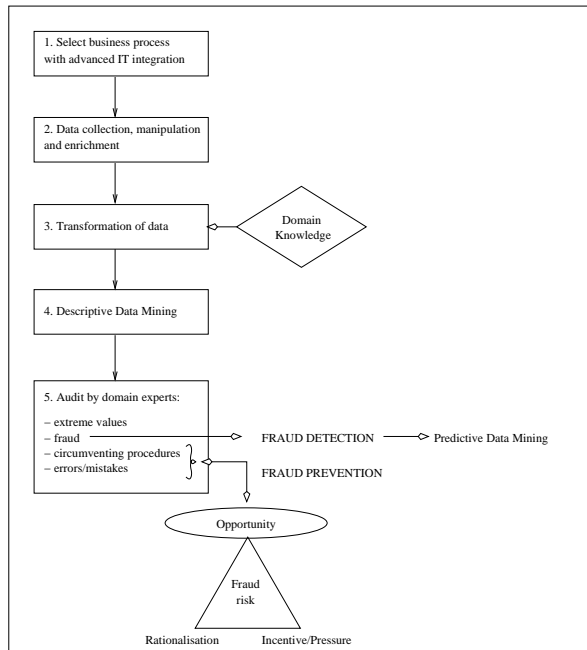 1. Select business process
with advanced IT integration
2. Data collection, manipulation
and enrichment
3. Transformation of data
Domain
Knowledge
4. Descriptive Data Mining
5. Audit by domain experts:
– extreme values
– fraud
FRAUD DETECTION
Predictive Data Mining
– circumventing procedures
– errors/mistakes
FRAUD PREVENTION
Opportunity
Fraud
risk
Rationalisation
Incentive/Pressure